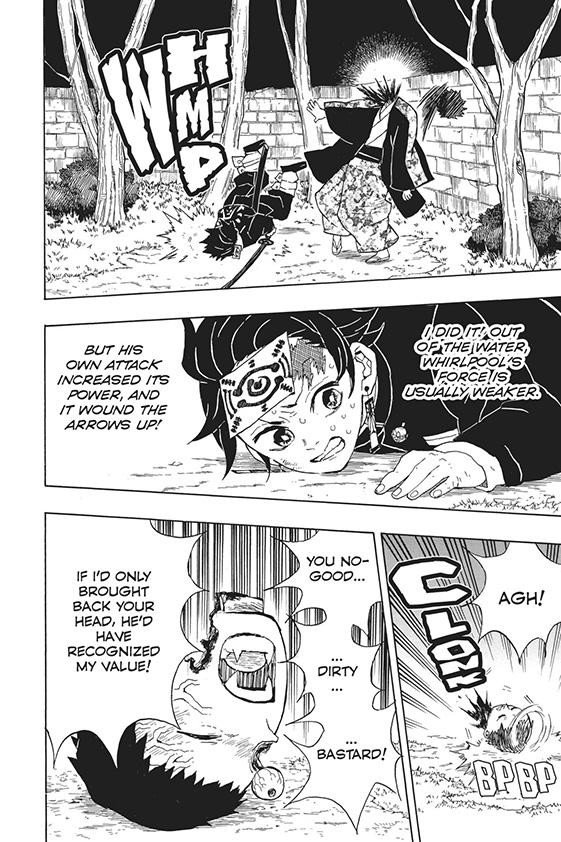 WHMP
I DID IT! OUT
OF THE WATER,
WHIRLPOOL'S
FORCE IS
USUALLY WEAKER.
BUT HIS
OWN ATTACK
INCREASED ITS
POWER, AND
IT WOUND THE
ARROWS UP!
AGH!
CLONK
BPBP
YOU NO-
GOOD...
...
DIRTY
...
...
BASTARD!
IF I'D ONLY
BROUGHT
BACK YOUR
HEAD, HE'D
HAVE
RECOGNIZED
MY VALUE!